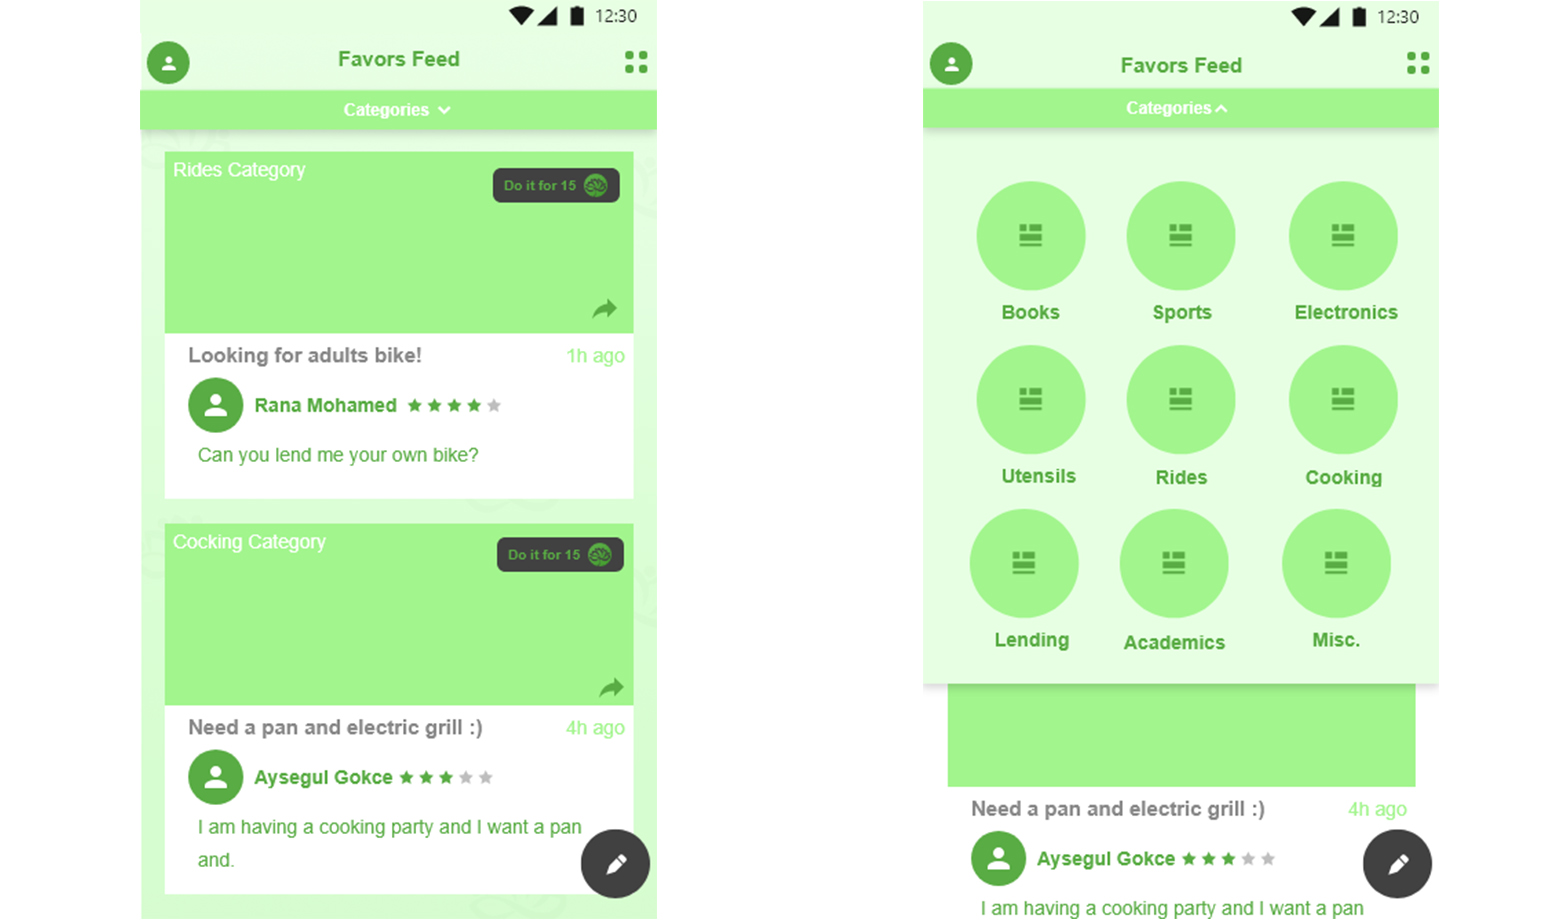 12:30
Favors Feed
Categories
Rides Category
Do it for 15
Looking for adults bike!
1h ago
Rana Mohamed
Can you lend me your own bike?
Cocking Category
Do it for 15
Need a pan and electric grill :)
4h ago
Aysegul Gokce
I am having a cooking party and I want a pan
and.
12:30
Favors Feed
Categories
Books
Sports
Electronics
Utensils
Rides
Cooking
Lending
Academics
Misc.
Need a pan and electric grill :)
4h ago
Aysegul Gokce
I am having a cooking party and I want a pan